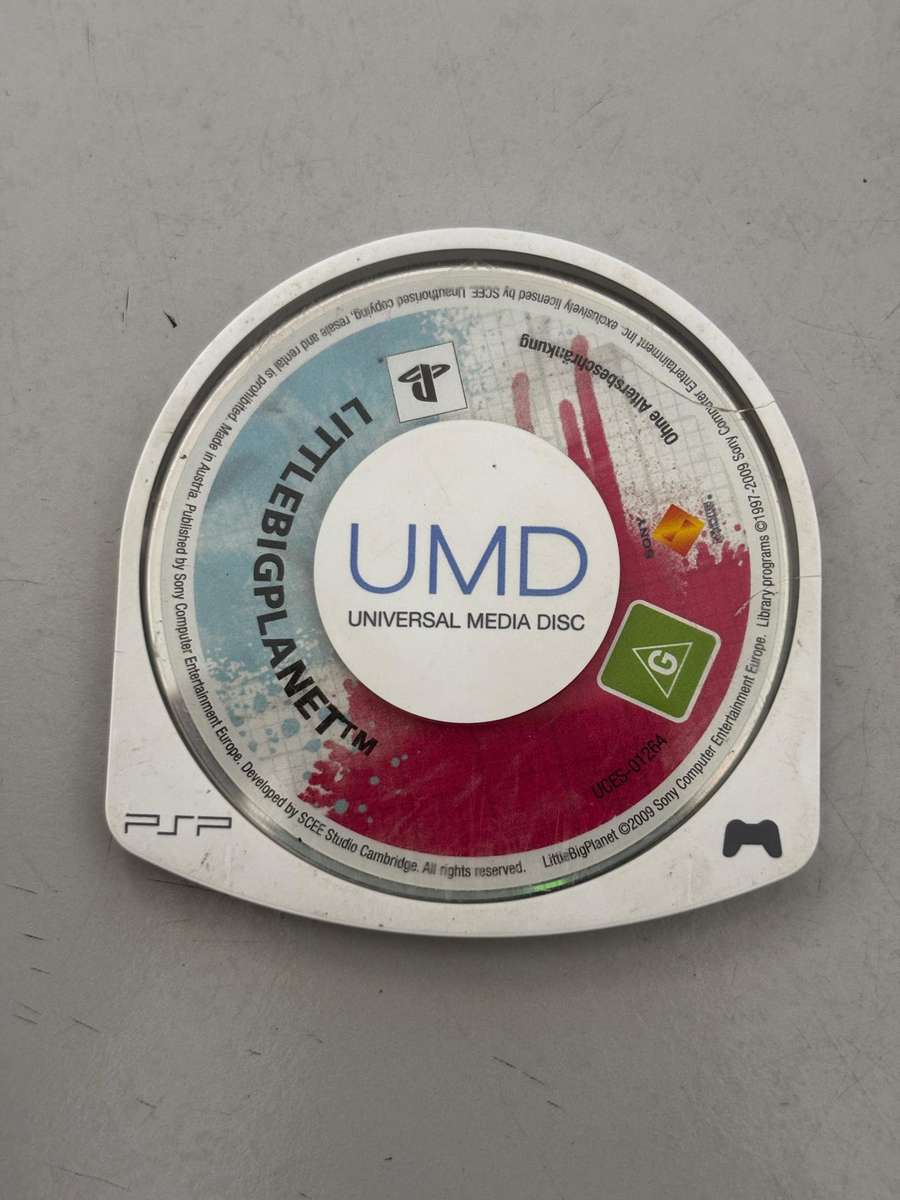 UMD
UNIVERSAL MEDIA DISC
LITTLEBIGPLANET™
Ohne Altersbeschränkung
SONY
G
UCES-01264
LittleBigPlanet ©2009 Sony Computer Entertainment Europe. Library programs ©1997-2009 Sony Computer Entertainment Inc. exclusively licensed by SCEE. Unauthorised copying, resale and rental is prohibited. Made in Austria. Published by Sony Computer Entertainment Europe. Developed by SCEE Studio Cambridge. All rights reserved.
PSP